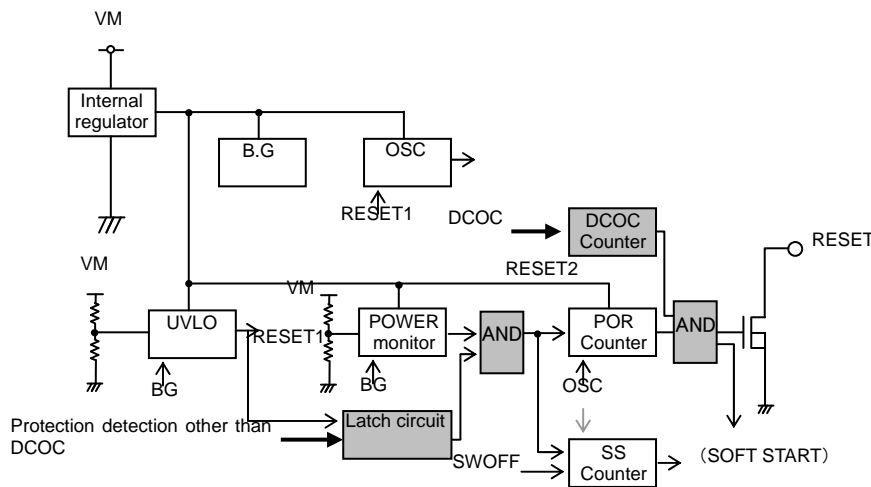 VM
Internal
regulator
B.G
OSC
RESET1
DCOC
DCOC
Counter
RESET
VM
RESET2
VM
UVLO
RESET1
POWER
monitor
AND
POR
Counter
AND
BG
BG
OSC
Protection detection other than
DCOC
Latch circuit
SWOFF
SS
Counter
(SOFT START)